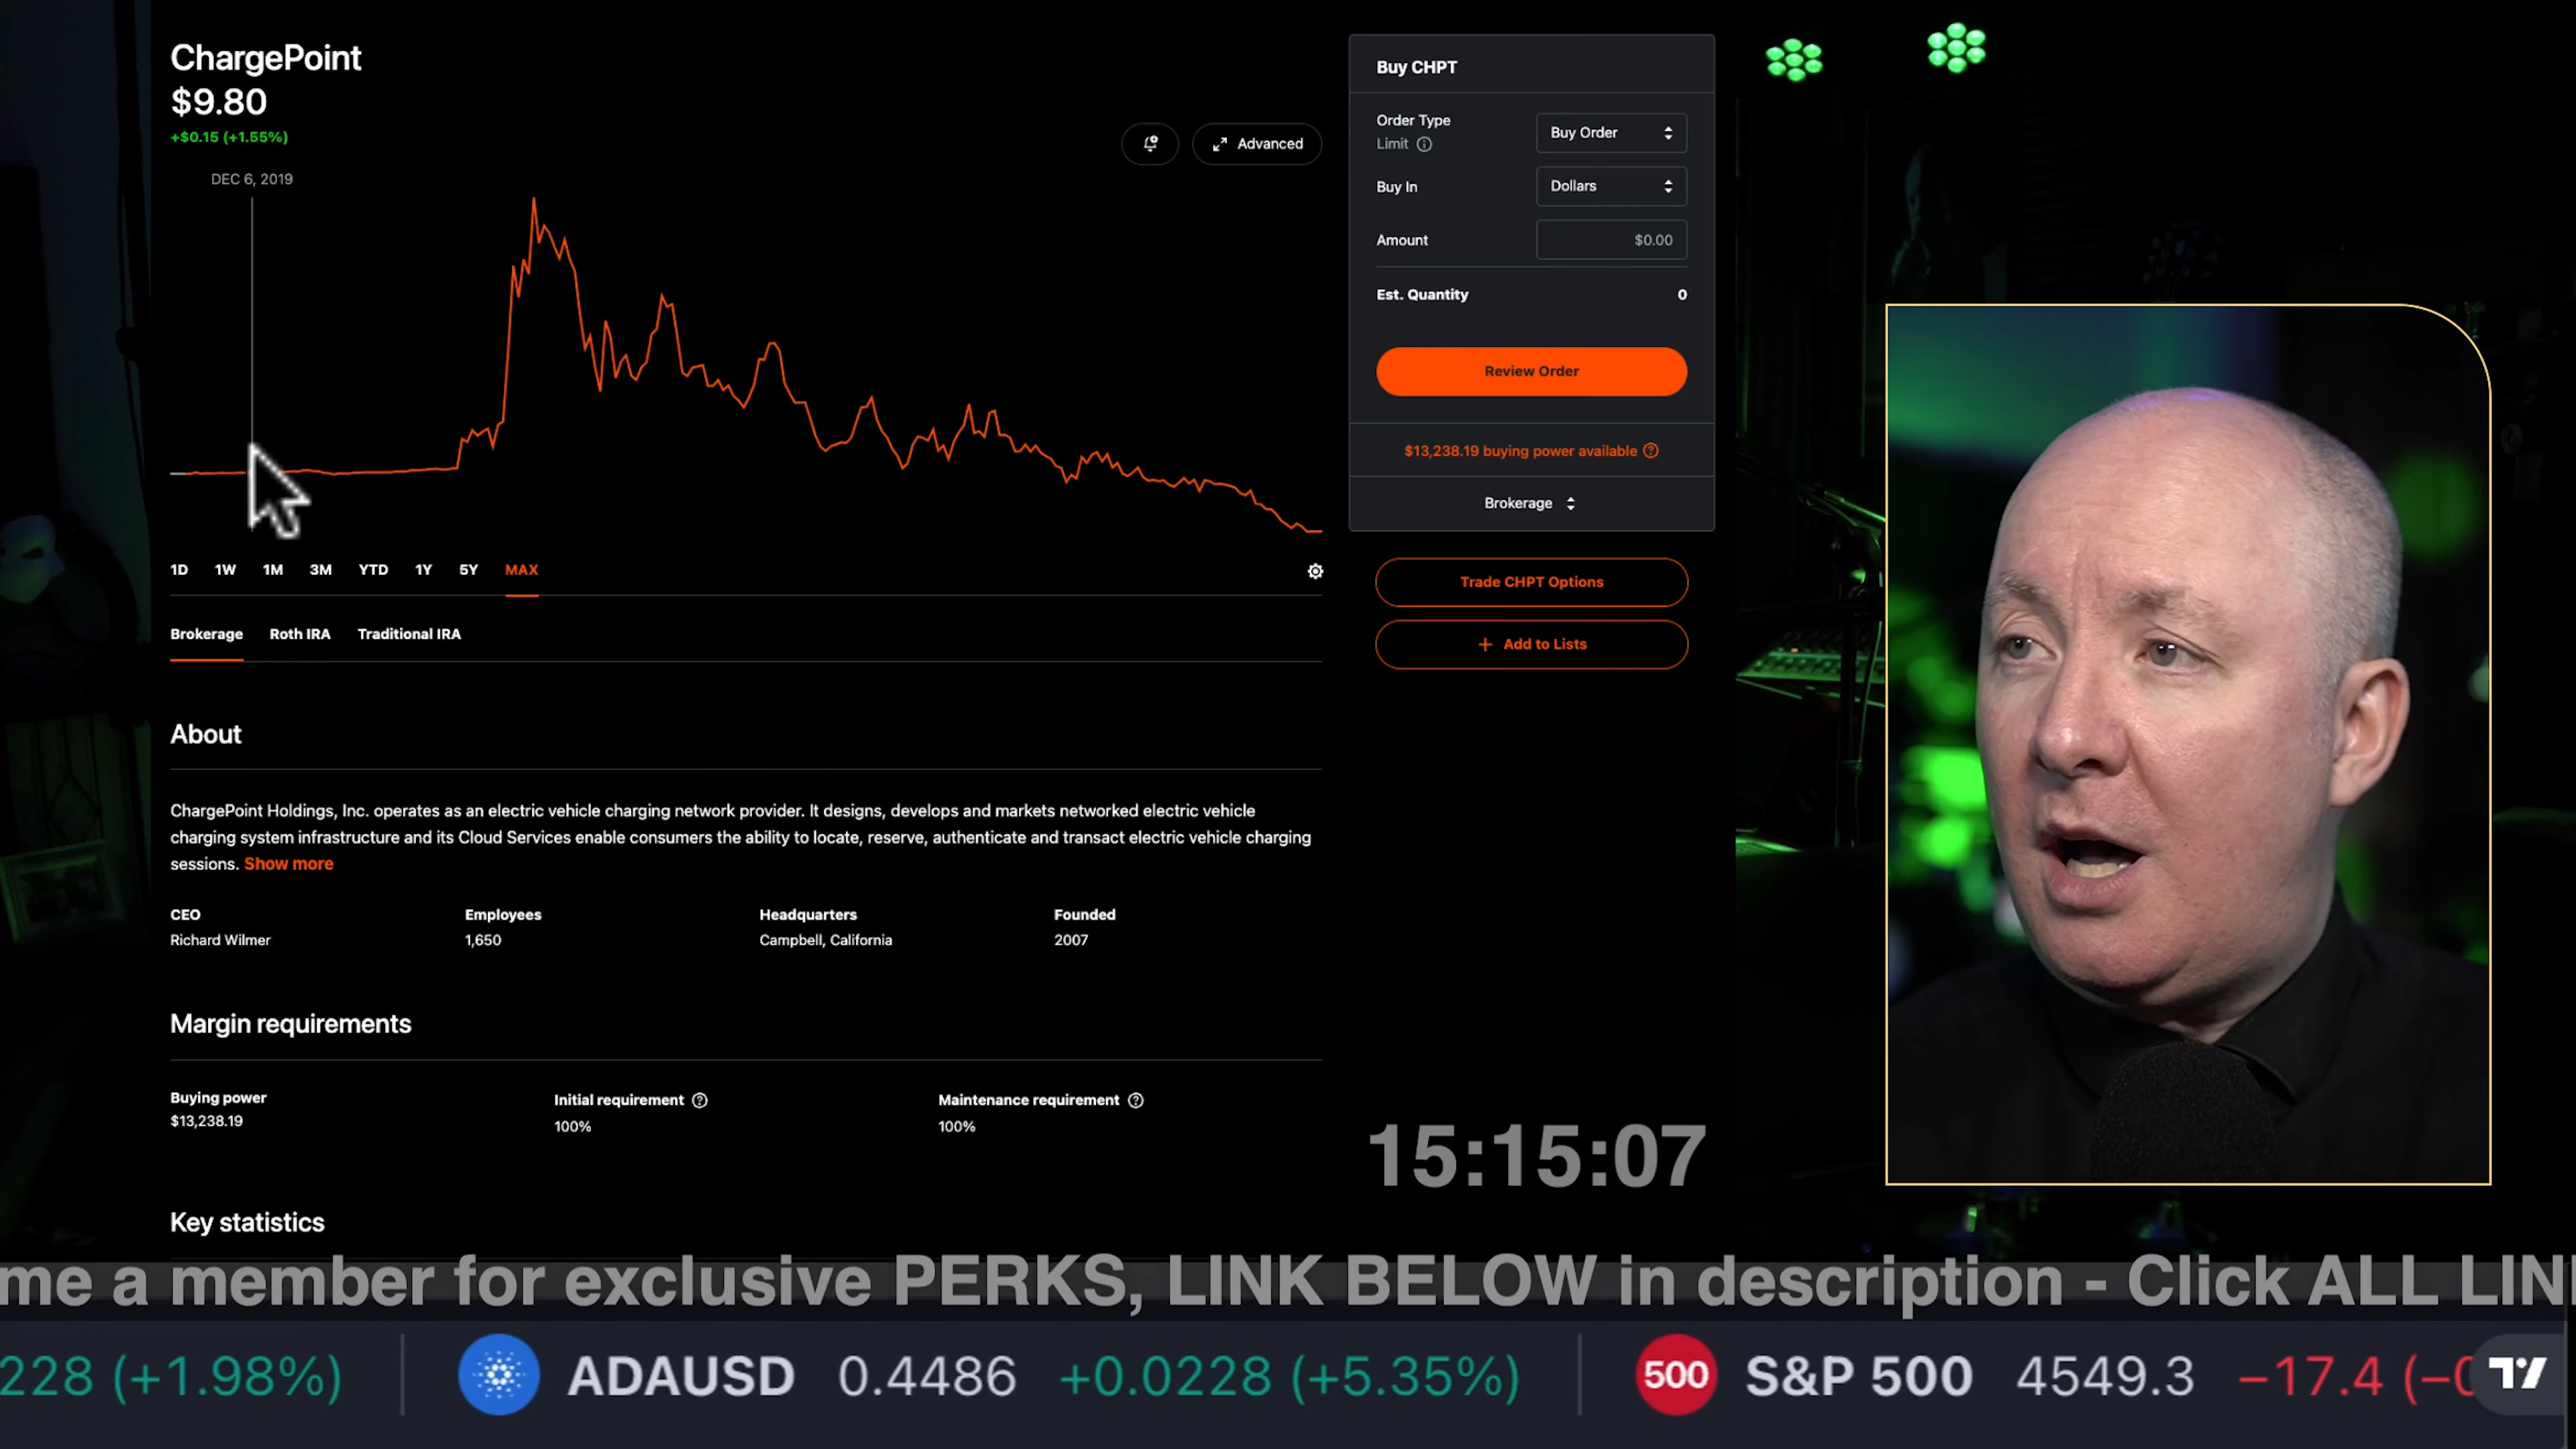 ChargePoint
$9.80
+$0.15 (+1.55%)
Advanced
DEC 6, 2019
1D 1W 1M 3M YTD 1Y 5Y MAX
Brokerage Roth IRA Traditional IRA
About
ChargePoint Holdings, Inc. operates as an electric vehicle charging network provider. It designs, develops and markets networked electric vehicle
charging system infrastructure and its Cloud Services enable consumers the ability to locate, reserve, authenticate and transact electric vehicle charging
sessions. Show more
CEO Employees Headquarters Founded
Richard Wilmer 1,650 Campbell, California 2007
Margin requirements
Buying power Initial requirement Maintenance requirement
$13,238.19 100% 100%
Key statistics
Buy CHPT
Order Type Buy Order
Limit
Buy In Dollars
Amount $0.00
Est. Quantity 0
Review Order
$13,238.19 buying power available
Brokerage
Trade CHPT Options
+ Add to Lists
15:15:07
me a member for exclusive PERKS, LINK BELOW in description - Click ALL LIN
228 (+1.98%) ADAUSD 0.4486 +0.0228 (+5.35%) 500 S&P 500 4549.3 −17.4 (−0